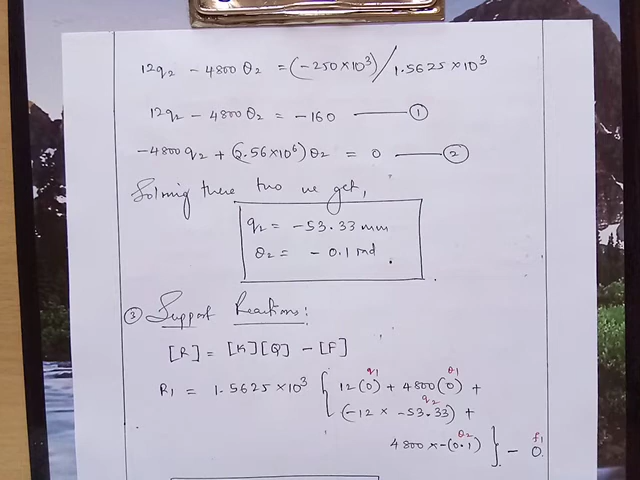 12q2 - 4800 θ2 = (-250×10³)/1.5625×10³
12q2 - 4800 θ2 = -160 ——— ①
-4800 q2 + (2.56×10⁶)θ2 = 0 ——— ②
Solving these two we get,
q2 = -53.33 mm
θ2 = -0.1 rad.
③ Support Reactions:
[R] = [K][Q] - [F]
q1 θ1
R1 = 1.5625×10³ { 12(0) + 4800(0) +
q2
(-12 × -53.33) +
θ2 f1
4800 × -(0.1) } - 0.